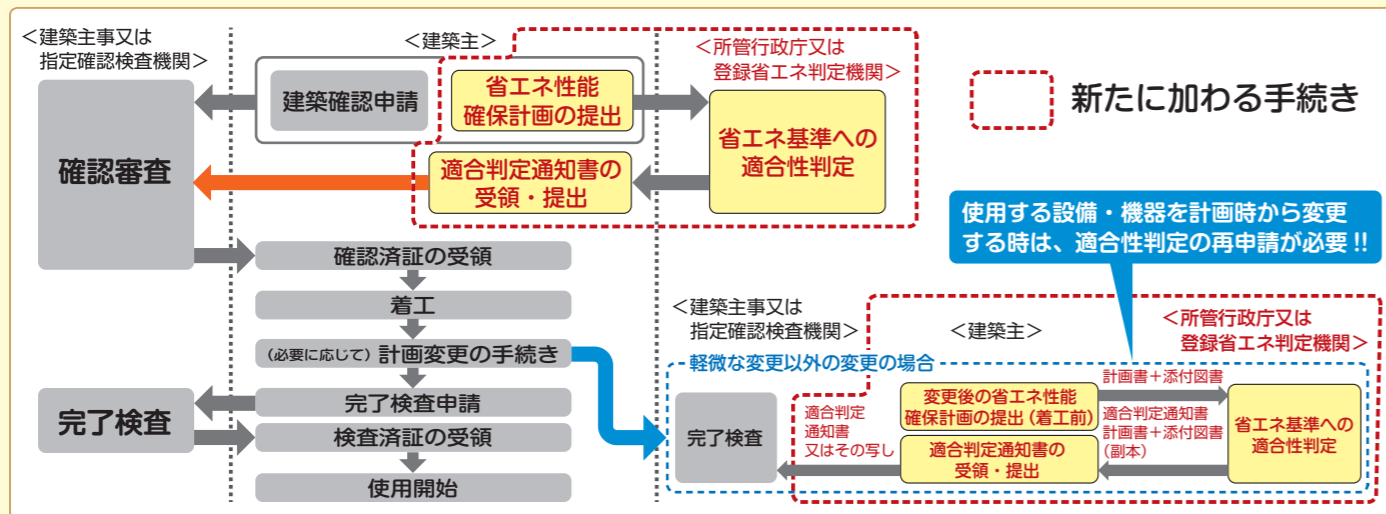 ＜建築主事又は
指定確認検査機関＞
＜建築主＞
＜所管行政庁又は
登録省エネ判定機関＞
新たに加わる手続き
建築確認申請
省エネ性能
確保計画の提出
省エネ基準への
適合性判定
確認審査
適合判定通知書の
受領・提出
使用する設備・機器を計画時から変更
する時は、適合性判定の再申請が必要!!
確認済証の受領
着工
（必要に応じて）計画変更の手続き
完了検査申請
完了検査
検査済証の受領
使用開始
＜建築主事又は
指定確認検査機関＞
＜建築主＞
＜所管行政庁又は
登録省エネ判定機関＞
軽微な変更以外の変更の場合
完了検査
適合判定
通知書
又はその写し
変更後の省エネ性能
確保計画の提出（着工前）
適合判定通知書の
受領・提出
計画書＋添付図書
適合判定通知書
計画書＋添付図書
（副本）
省エネ基準への
適合性判定